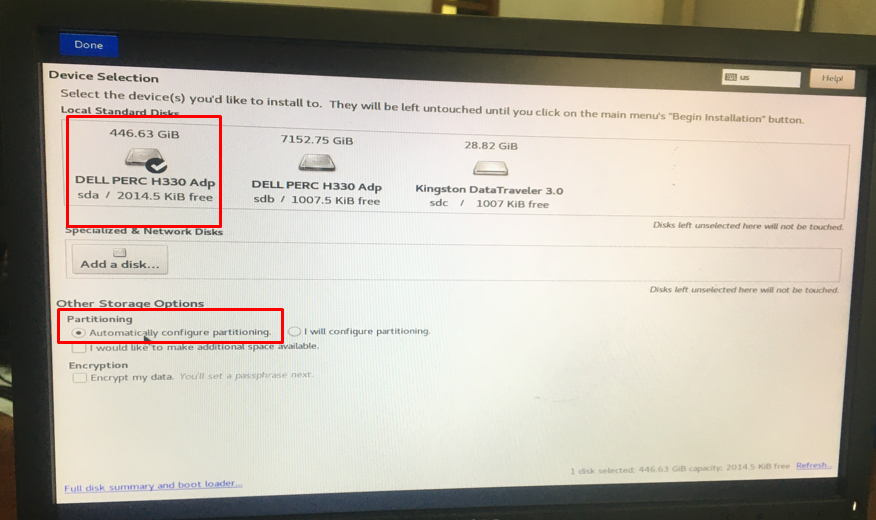 Done
Device Selection
us
Help!
Select the device(s) you'd like to install to. They will be left untouched until you click on the main menu's "Begin Installation" button.
Local Standard Disks
446.63 GiB
DELL PERC H330 Adp
sda / 2014.5 KiB free
7152.75 GiB
DELL PERC H330 Adp
sdb / 1007.5 KiB free
28.82 GiB
Kingston DataTraveler 3.0
sdc / 1007 KiB free
Disks left unselected here will not be touched.
Specialized & Network Disks
Add a disk...
Disks left unselected here will not be touched.
Other Storage Options
Partitioning
Automatically configure partitioning. I will configure partitioning.
I would like to make additional space available.
Encryption
Encrypt my data. You'll set a passphrase next.
1 disk selected; 446.63 GiB capacity; 2014.5 KiB free Refresh...
Full disk summary and boot loader...